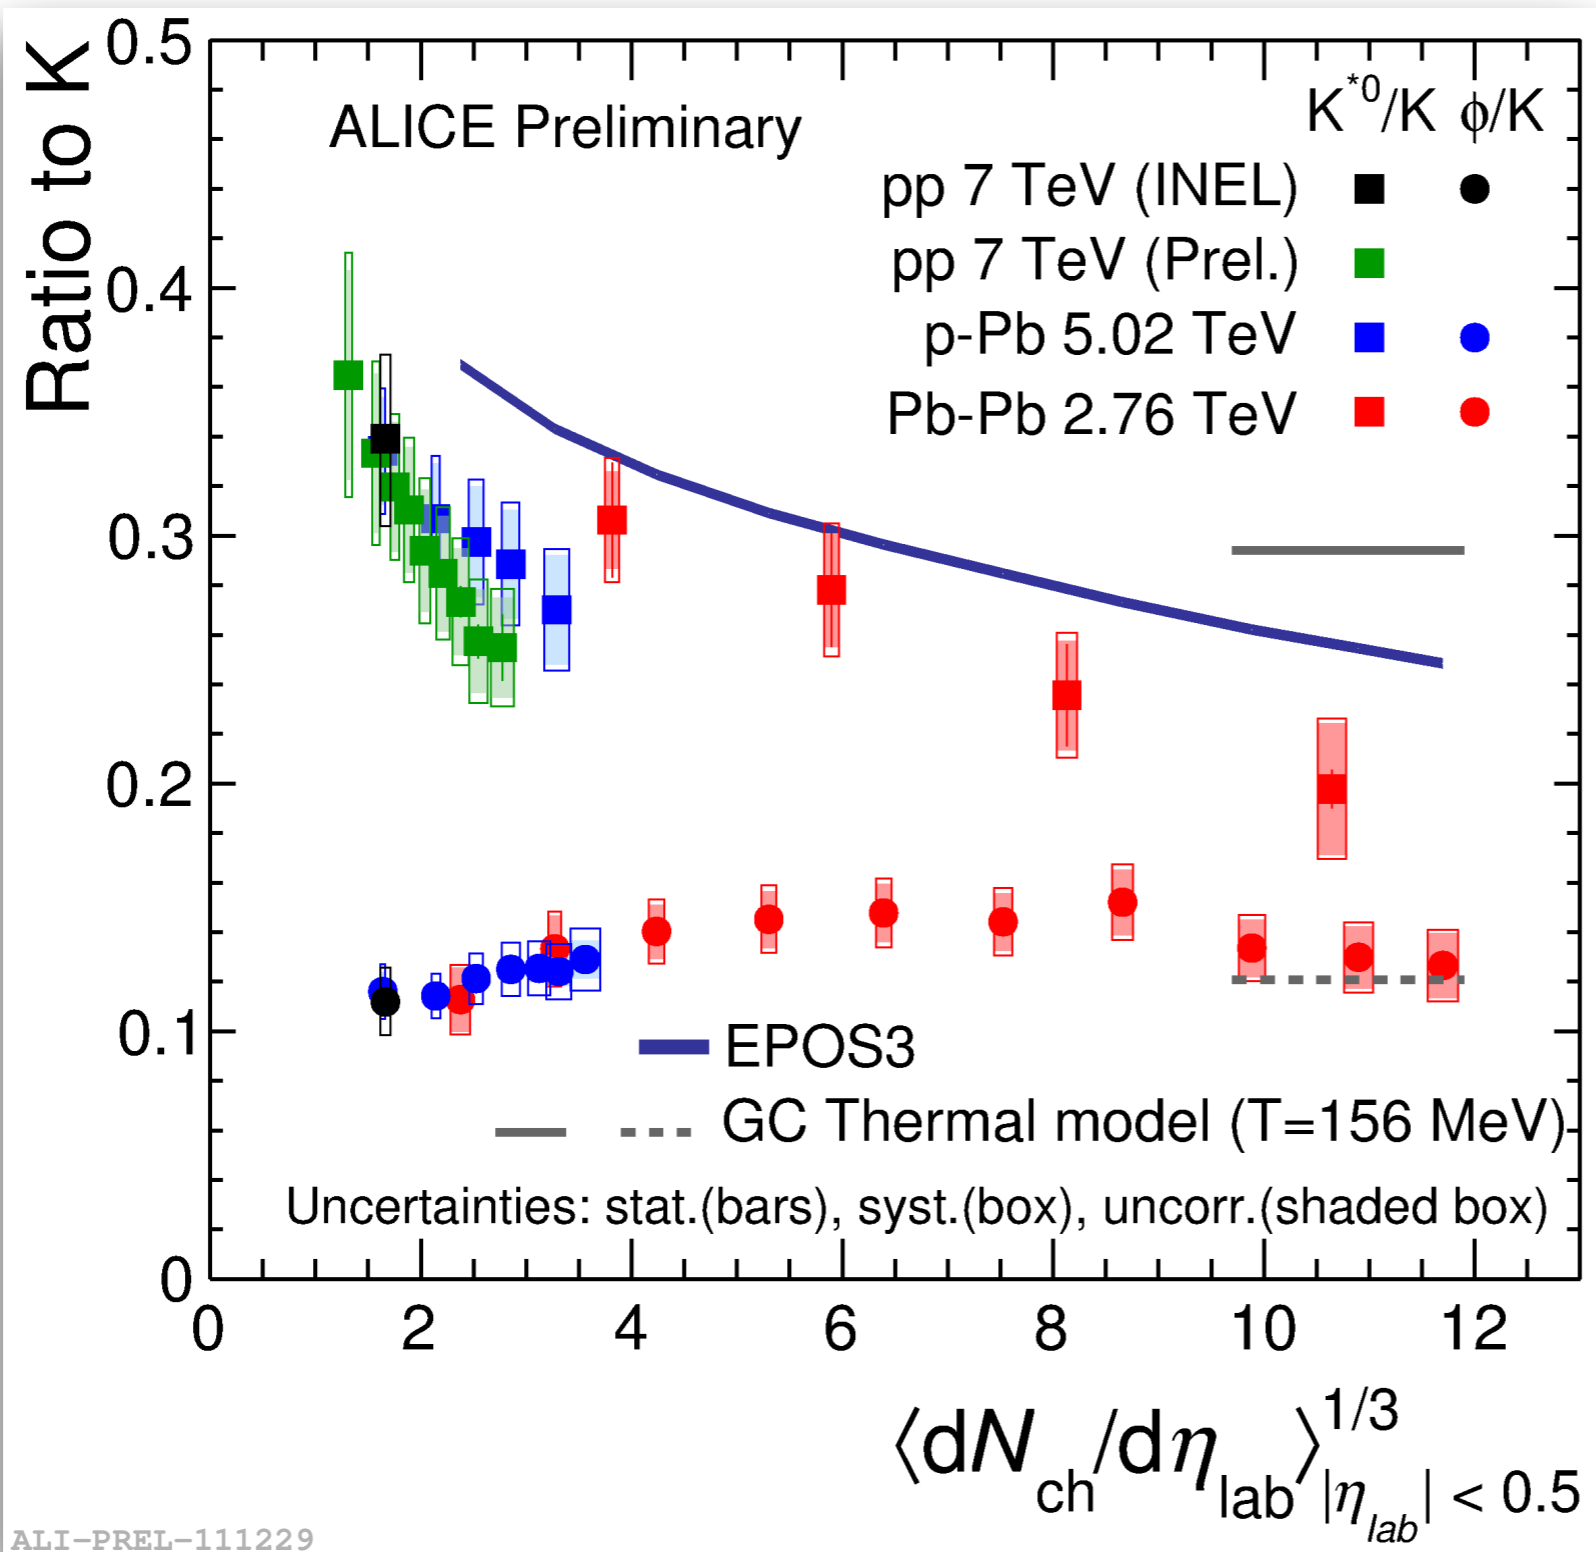 Ratio to K
0.5
0.4
0.3
0.2
0.1
0
ALICE Preliminary
K*0/K ϕ/K
pp 7 TeV (INEL)
pp 7 TeV (Prel.)
p-Pb 5.02 TeV
Pb-Pb 2.76 TeV
EPOS3
GC Thermal model (T=156 MeV)
Uncertainties: stat.(bars), syst.(box), uncorr.(shaded box)
0 2 4 6 8 10 12
⟨dNch/dηlab⟩1/3 |ηlab| < 0.5
ALI-PREL-111229